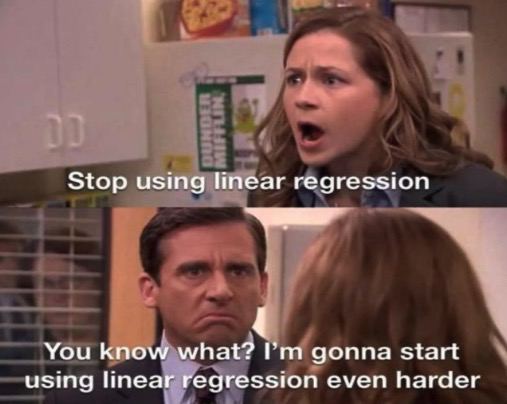 DUNDER
MIFFLIN
Stop using linear regression
You know what? I'm gonna start
using linear regression even harder